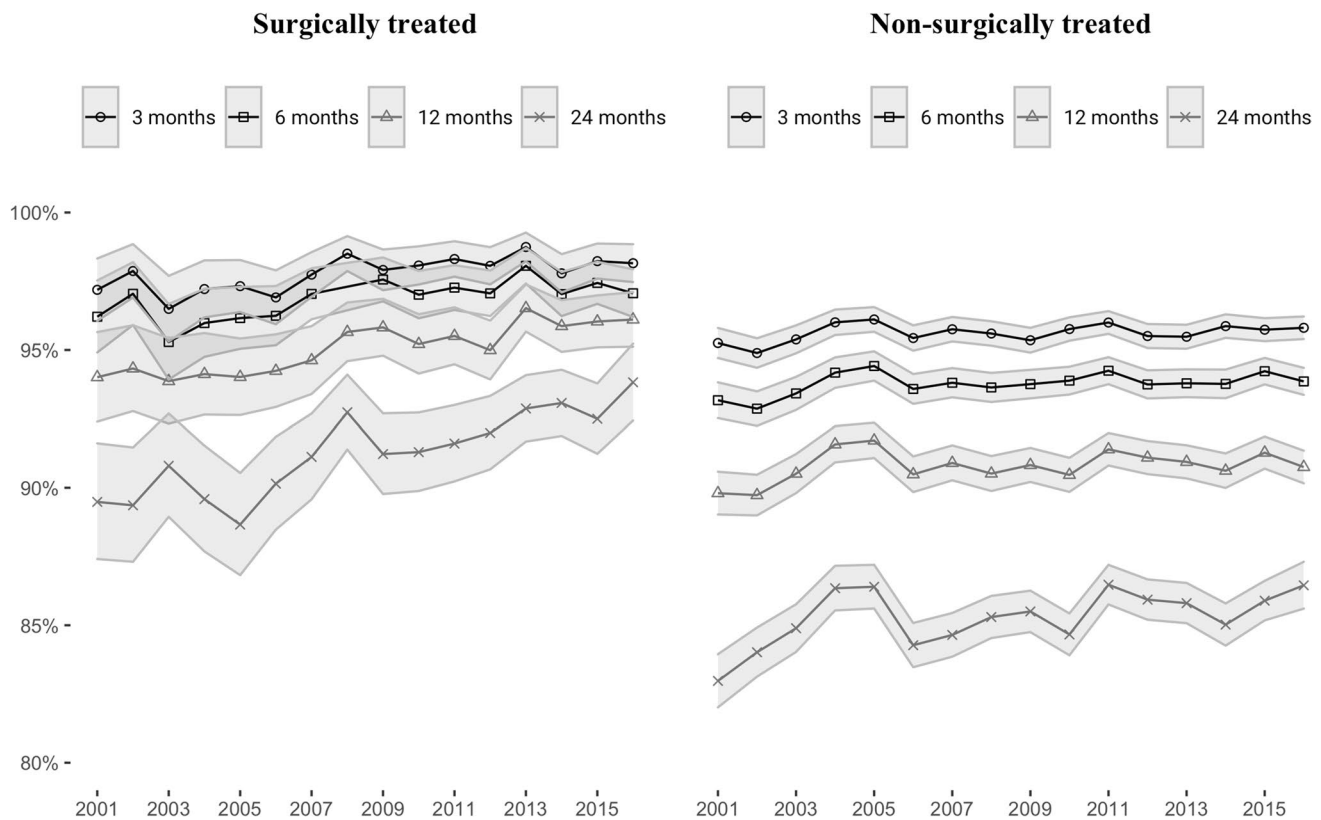 Surgically treated
Non-surgically treated
3 months 6 months 12 months 24 months
3 months 6 months 12 months 24 months
100%
95%
90%
85%
80%
2001 2003 2005 2007 2009 2011 2013 2015
2001 2003 2005 2007 2009 2011 2013 2015